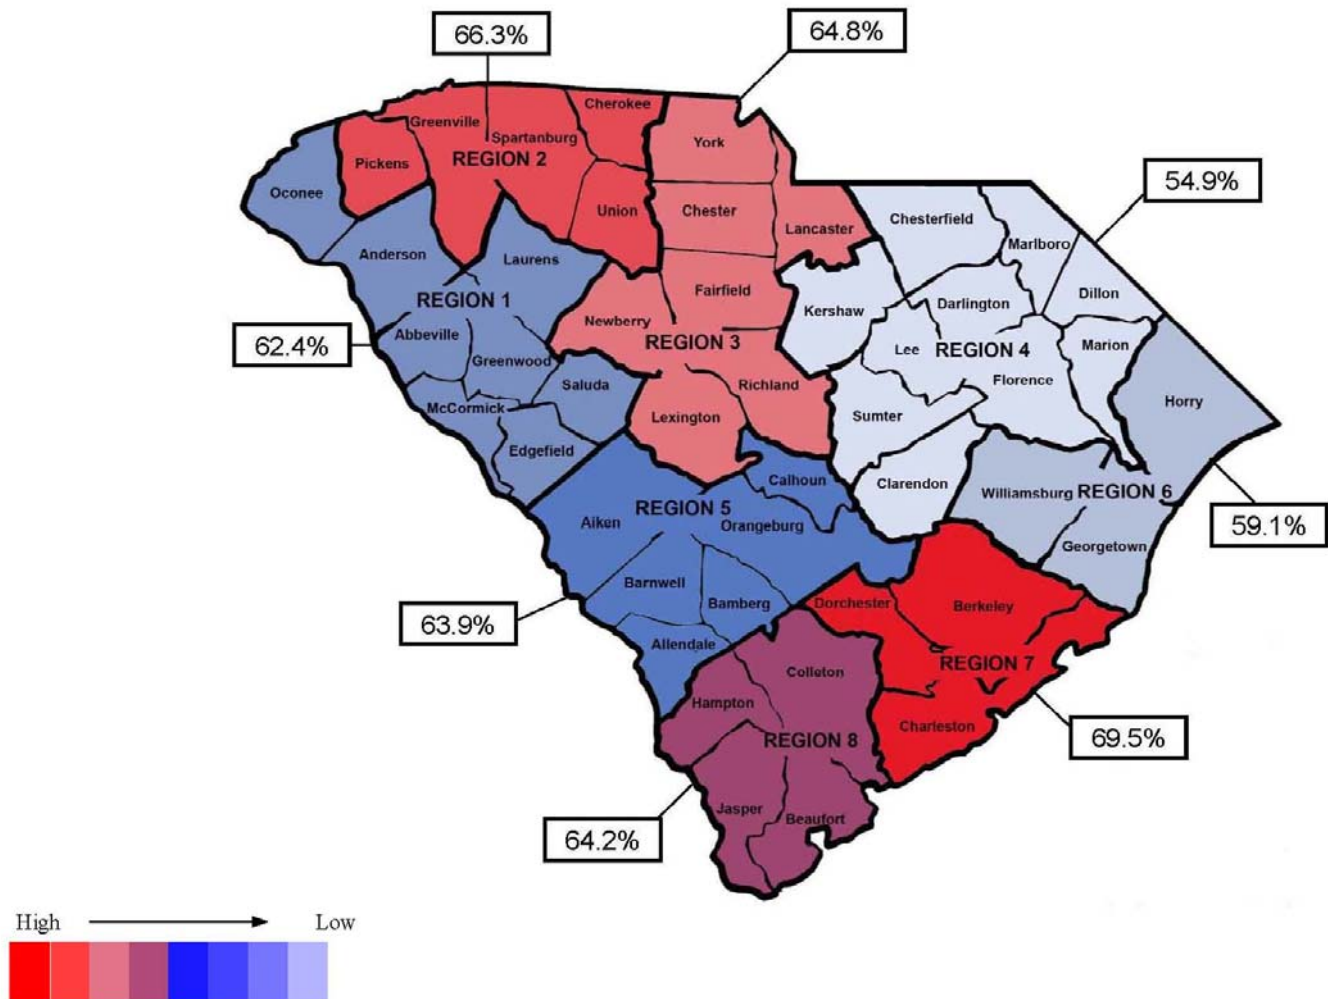 66.3%
64.8%
54.9%
Cherokee
Greenville
Spartanburg
York
Pickens
REGION 2
Oconee
Union
Chester
Lancaster
Chesterfield
Marlboro
Anderson
Laurens
Fairfield
Dillon
REGION 1
Kershaw
Darlington
Abbeville
Newberry
REGION 3
Lee
REGION 4
Marion
62.4%
Greenwood
Saluda
Richland
Florence
Horry
McCormick
Lexington
Sumter
Edgefield
Calhoun
Clarendon
Williamsburg
REGION 6
REGION 5
Aiken
Orangeburg
59.1%
Georgetown
Barnwell
Bamberg
Dorchester
Berkeley
63.9%
Allendale
REGION 7
Colleton
Hampton
Charleston
REGION 8
69.5%
Jasper
Beaufort
64.2%
High
Low